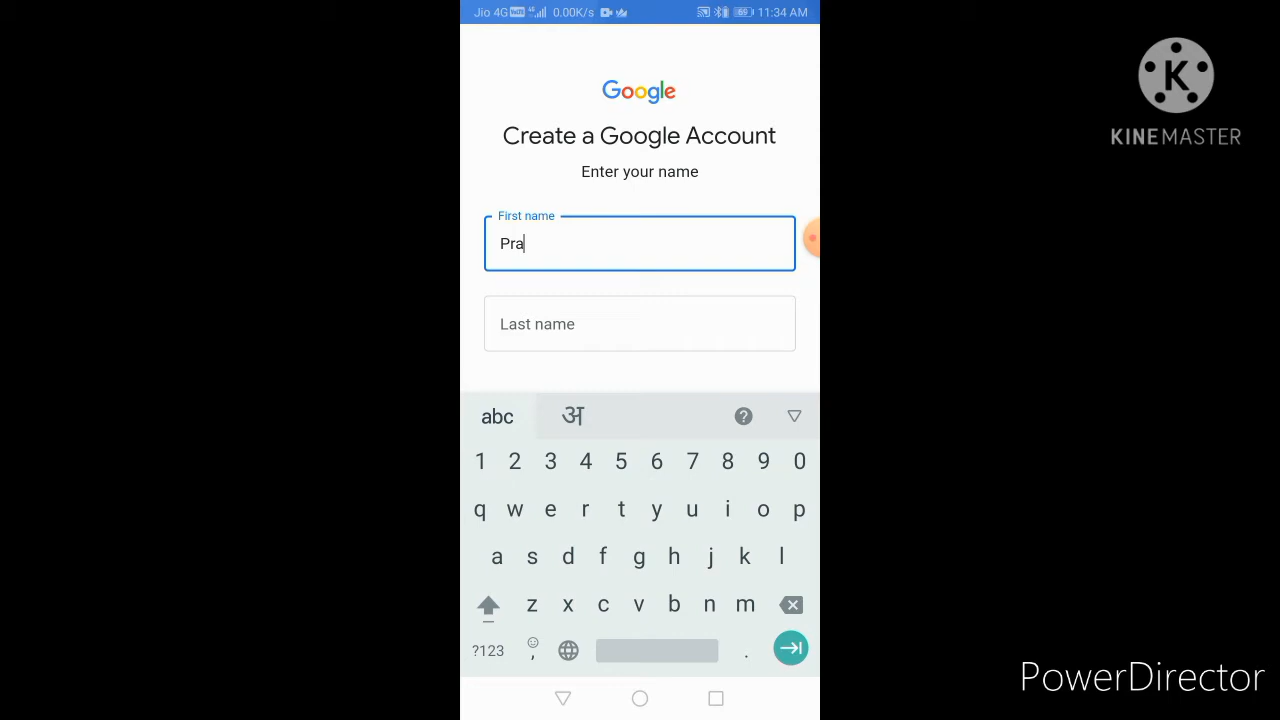 Jio 4G 0.00K/s 69 11:34 AM
K
KINEMASTER
Google
Create a Google Account
Enter your name
First name
Pra
Last name
abc अ ?
1 2 3 4 5 6 7 8 9 0
q w e r t y u i o p
a s d f g h j k l
z x c v b n m
?123 , .
PowerDirector